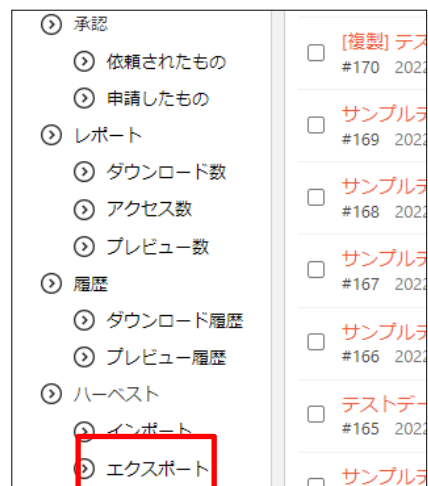 承認
依頼されたもの
申請したもの
レポート
ダウンロード数
アクセス数
プレビュー数
履歴
ダウンロード履歴
プレビュー履歴
ハーベスト
インポート
エクスポート
[複製] テス
#170 2022
サンプルテ
#169 2022
サンプルテ
#168 2022
サンプルテ
#167 2022
サンプルテ
#166 2022
テストデー
#165 2022
サンプルテ